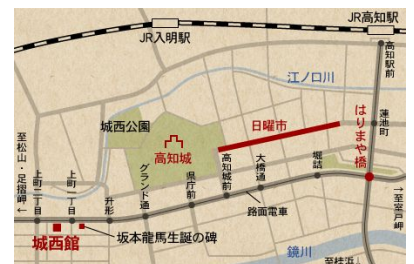 JR高知駅
JR入明駅
高知駅前
江ノ口川
城西公園
日曜市
はりまや橋
蓮池町
高知城
至松山・足摺岬←
上町二丁目
上町一丁目
升形
グランド通
県庁前
高知城前
大橋通
堀詰
→至室戸岬
路面電車
城西館
坂本龍馬生誕の碑
鏡川
至桂浜↓